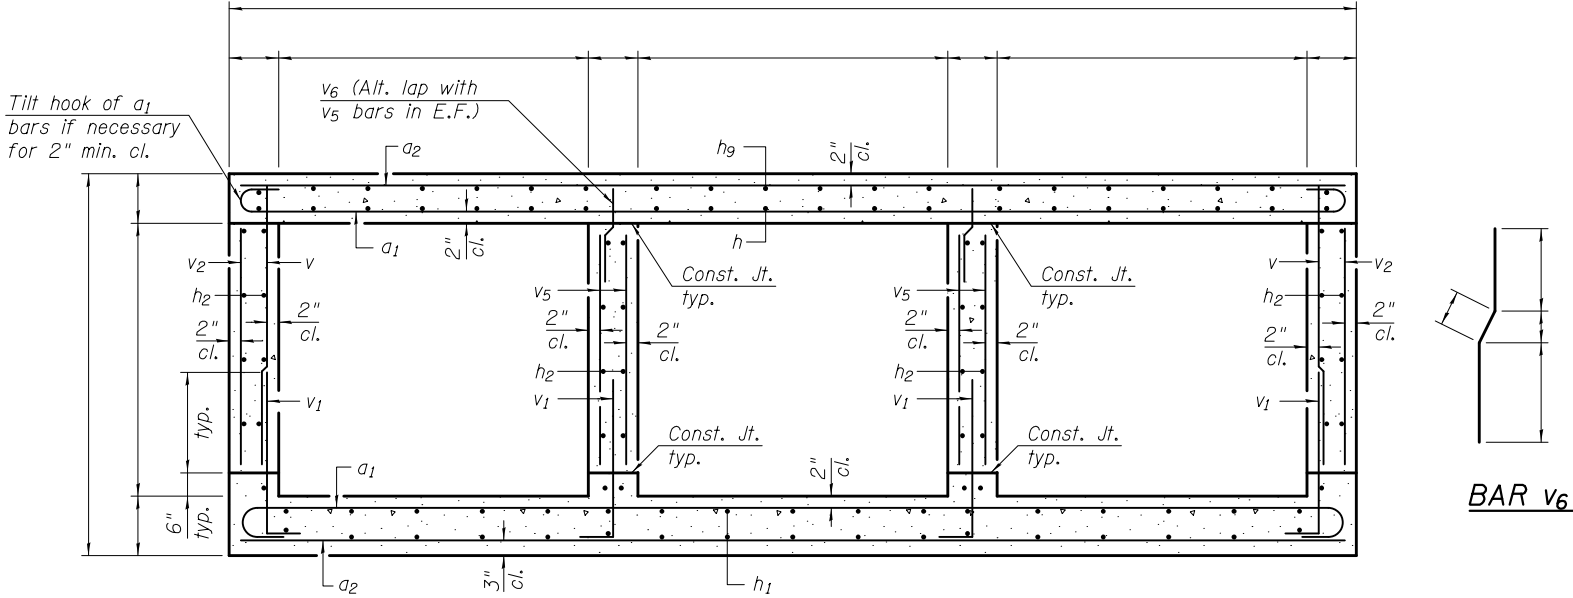 Tilt hook of a1
bars if necessary
for 2" min. cl.
v6 (Alt. lap with
v5 bars in E.F.)
a2
h9
2"
cl.
a1
2"
cl.
h
v2
v
h2
2"
cl.
2"
cl.
typ.
v1
6"
typ.
Const. Jt.
typ.
v5
2"
cl.
2"
cl.
h2
v1
Const. Jt.
typ.
Const. Jt.
typ.
v5
2"
cl.
2"
cl.
h2
v1
Const. Jt.
typ.
v
v2
h2
2"
cl.
2"
cl.
v1
a1
2"
cl.
a2
3"
cl.
h1
BAR v6